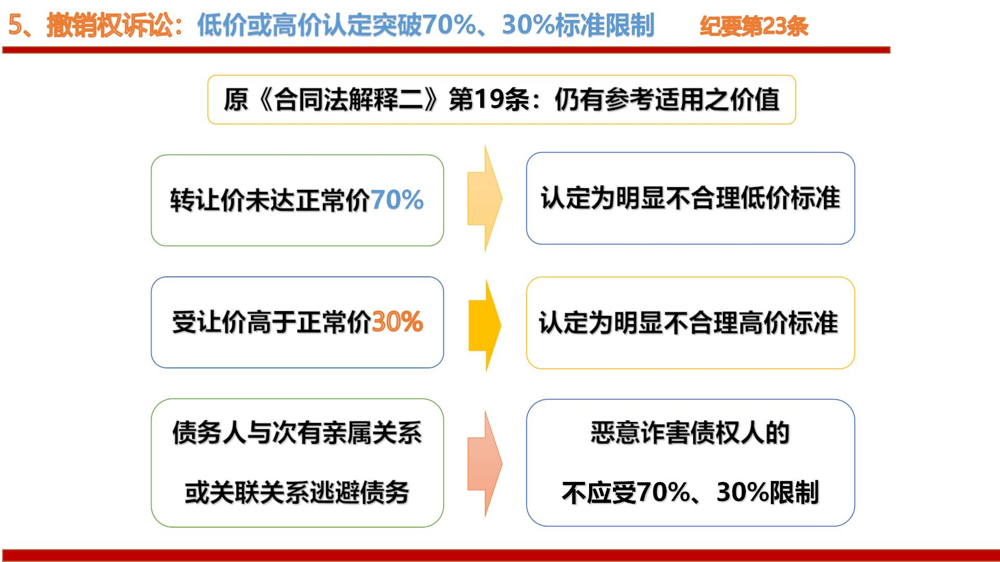 5、撤销权诉讼：低价或高价认定突破70%、30%标准限制 纪要第23条
原《合同法解释二》第19条：仍有参考适用之价值
转让价未达正常价70%
认定为明显不合理低价标准
受让价高于正常价30%
认定为明显不合理高价标准
债务人与次有亲属关系
或关联关系逃避债务
恶意诈害债权人的
不应受70%、30%限制